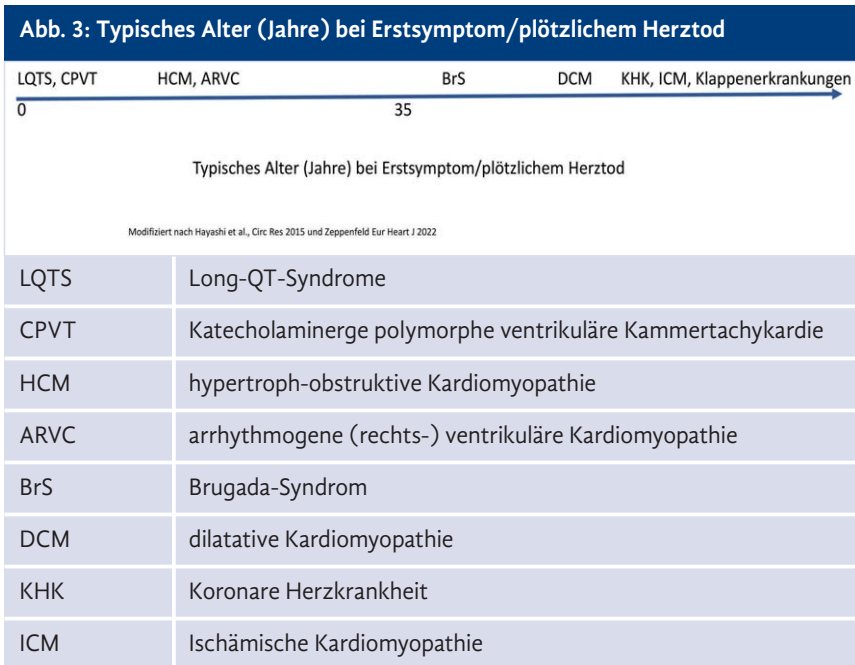 Abb. 3: Typisches Alter (Jahre) bei Erstsymptom/plötzlichem Herztod
LQTS, CPVT HCM, ARVC BrS DCM KHK, ICM, Klappenerkrankungen
0 35
Typisches Alter (Jahre) bei Erstsymptom/plötzlichem Herztod
Modifiziert nach Hayashi et al., Circ Res 2015 und Zeppenfeld Eur Heart J 2022
LQTS Long-QT-Syndrome
CPVT Katecholaminerge polymorphe ventrikuläre Kammertachykardie
HCM hypertroph-obstruktive Kardiomyopathie
ARVC arrhythmogene (rechts-) ventrikuläre Kardiomyopathie
BrS Brugada-Syndrom
DCM dilatative Kardiomyopathie
KHK Koronare Herzkrankheit
ICM Ischämische Kardiomyopathie